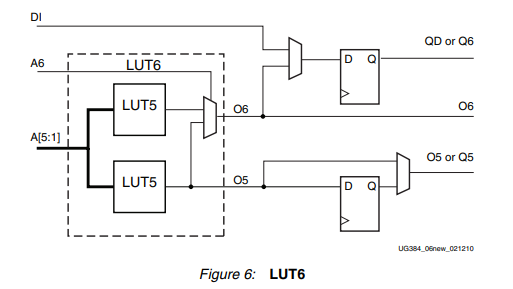 DI
QD or Q6
A6
LUT6
D Q
LUT5
O6
O6
A[5:1]
LUT5
O5
O5 or Q5
D Q
UG384_06new_021210
Figure 6: LUT6